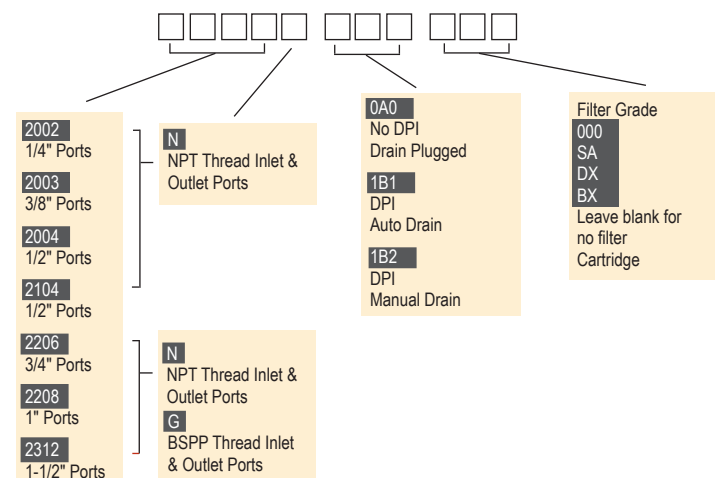 2002
1/4" Ports
2003
3/8" Ports
2004
1/2" Ports
2104
1/2" Ports
2206
3/4" Ports
2208
1" Ports
2312
1-1/2" Ports
N
NPT Thread Inlet &
Outlet Ports
N
NPT Thread Inlet &
Outlet Ports
G
BSPP Thread Inlet
& Outlet Ports
0A0
No DPI
Drain Plugged
1B1
DPI
Auto Drain
1B2
DPI
Manual Drain
Filter Grade
000
SA
DX
BX
Leave blank for
no filter
Cartridge